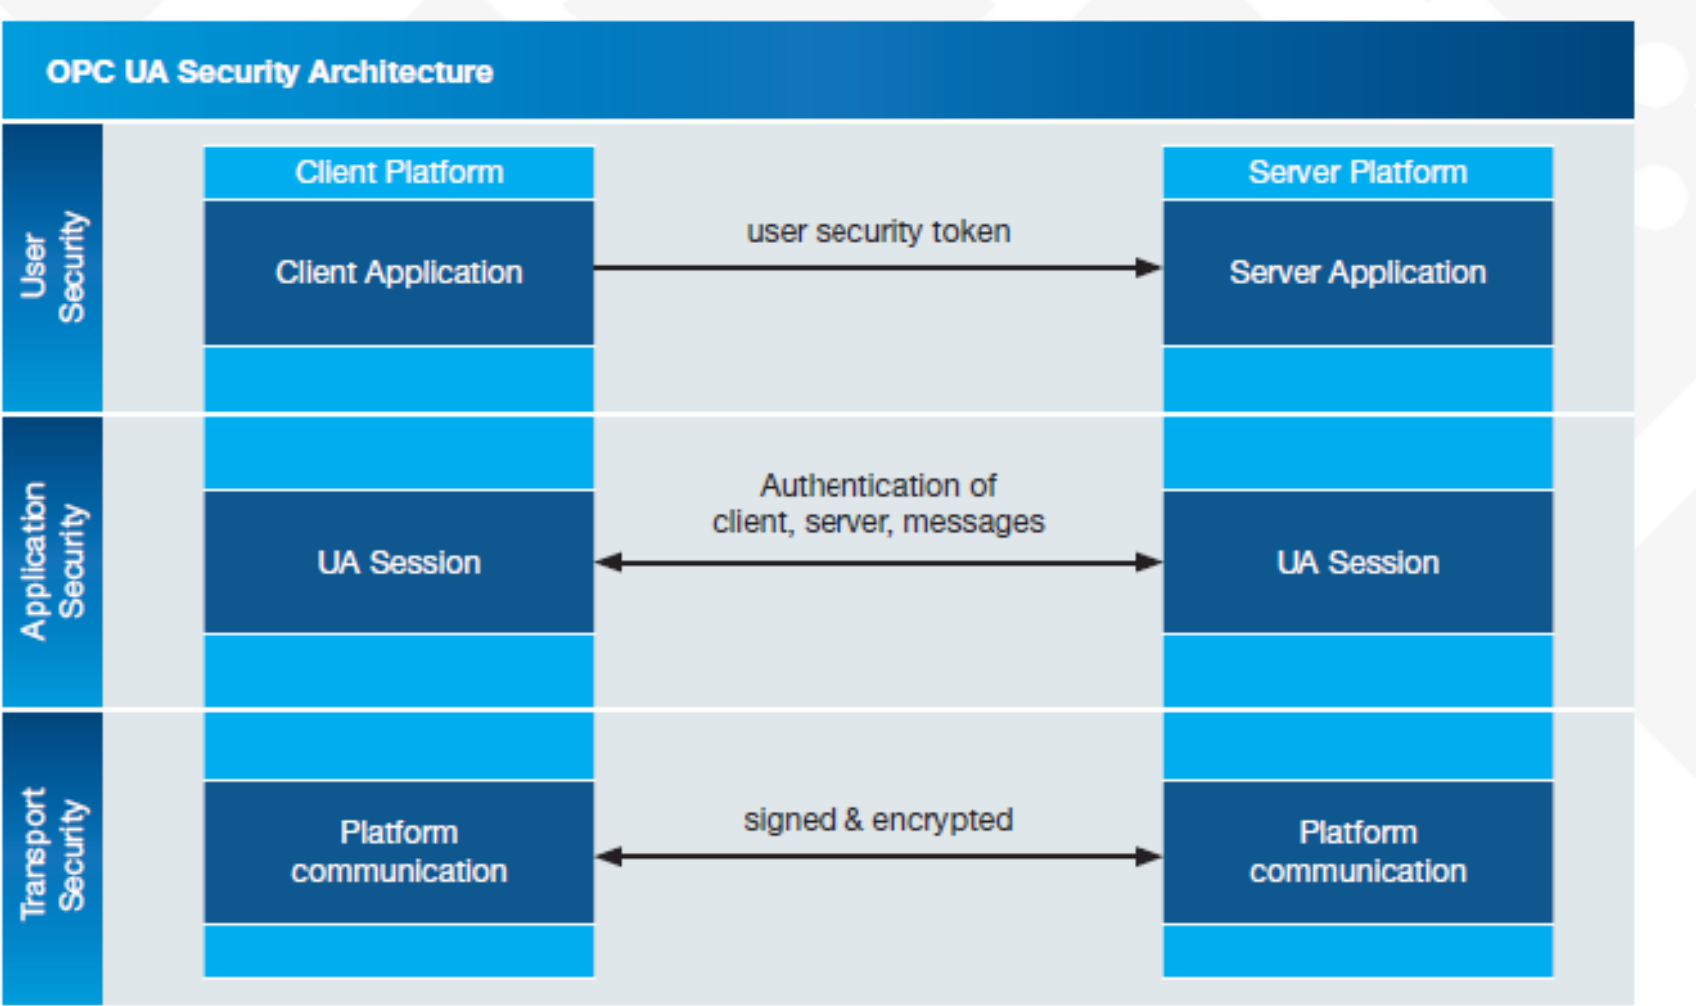 OPC UA Security Architecture
User
Security
Client Platform
Server Platform
Client Application
user security token
Server Application
Application
Security
UA Session
Authentication of
client, server, messages
UA Session
Transport
Security
Platform
communication
signed & encrypted
Platform
communication